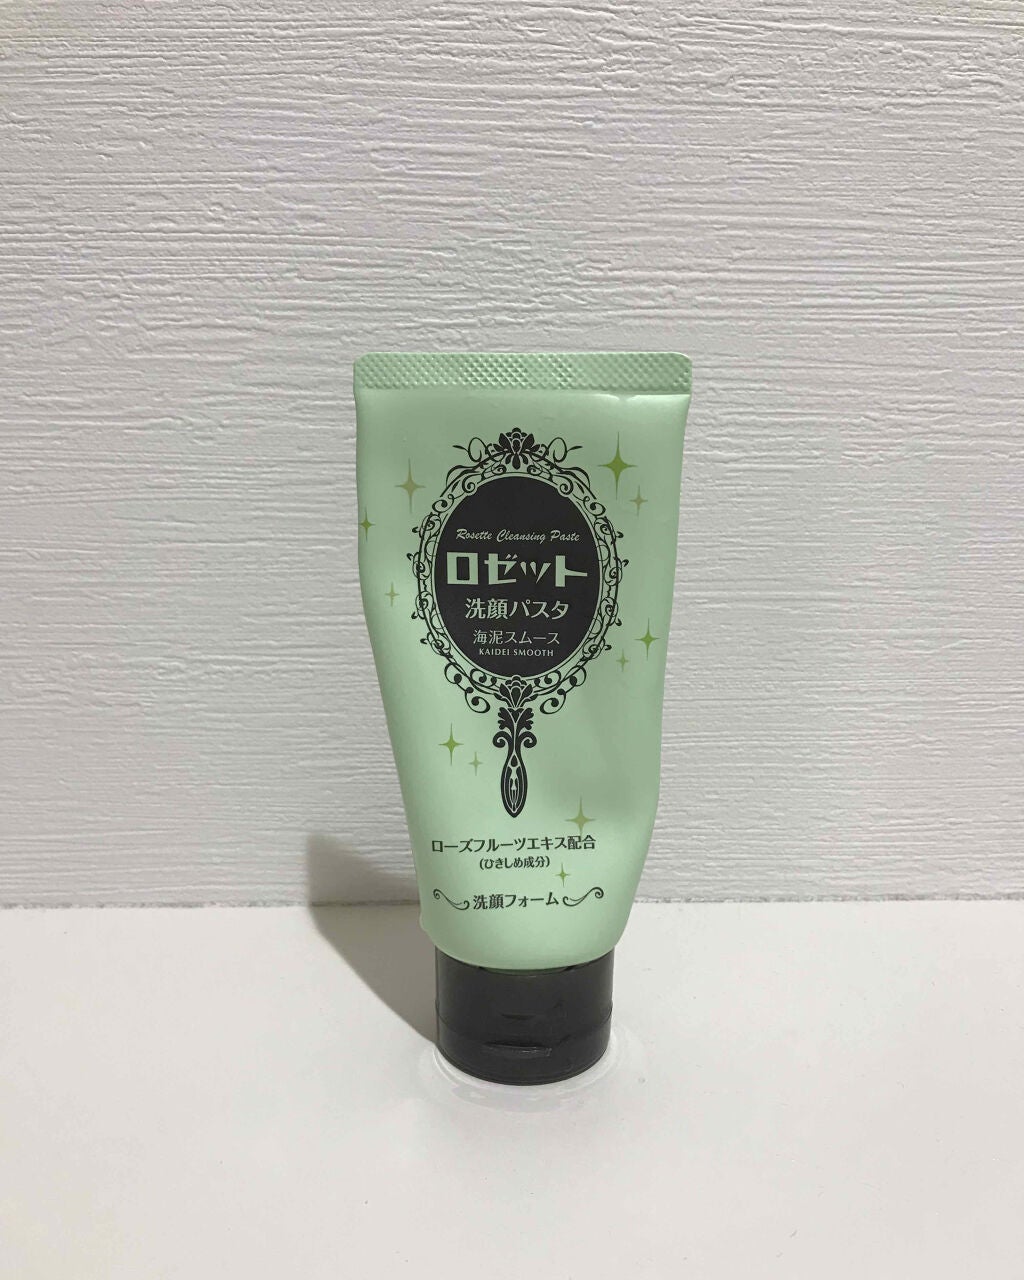 Rosette Cleansing Paste
ロゼット
洗顔パスタ
海泥スムース
KAIDEI SMOOTH
ローズフルーツエキス配合
(ひきしめ成分)
洗顔フォーム